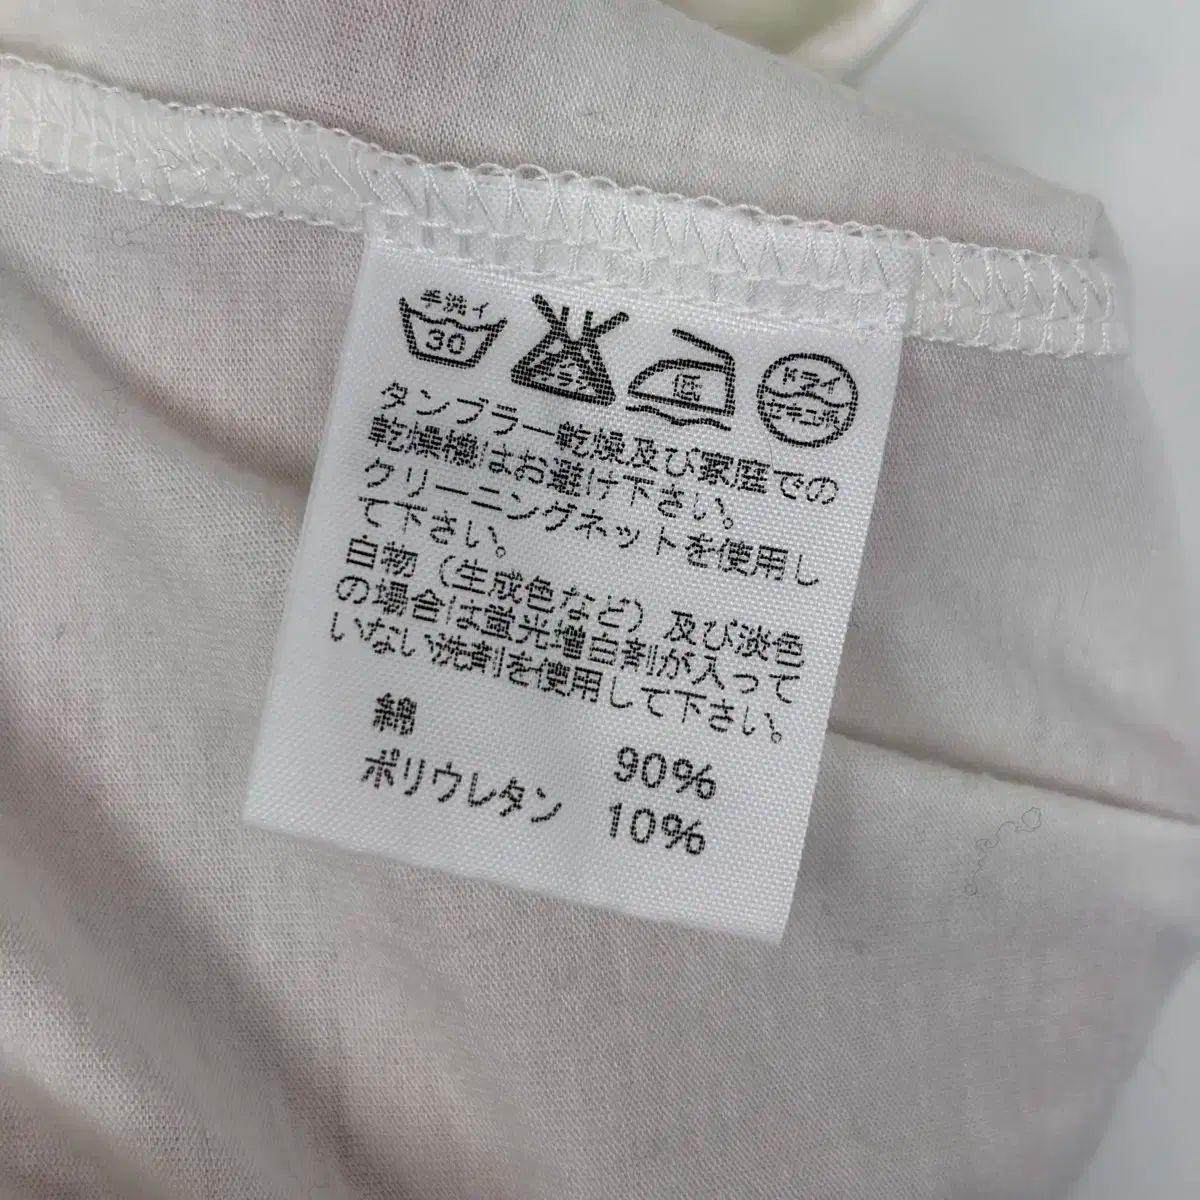 手洗イ
30
エンソ
サラシ
低
ドライ
セキユ系
タンブラー乾燥及び家庭での
乾燥機はお避け下さい。
クリーニングネットを使用し
て下さい。
白物（生成色など）及び淡色
の場合は蛍光増白剤が入って
いない洗剤を使用して下さい。
綿 90%
ポリウレタン 10%